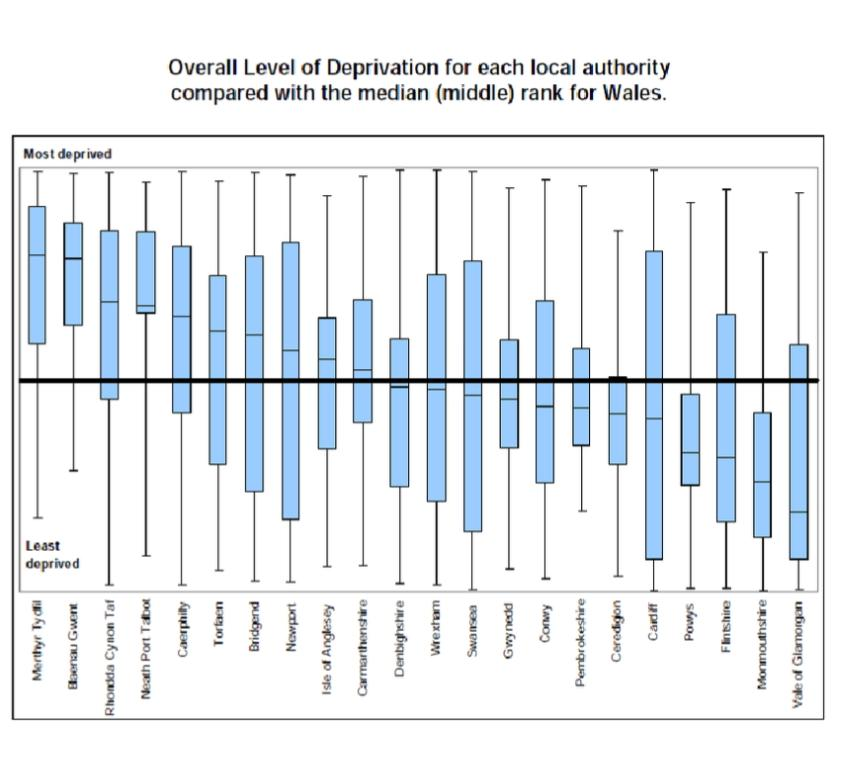 Overall Level of Deprivation for each local authority
compared with the median (middle) rank for Wales.
Most deprived
Least
deprived
Merthyr Tydfil
Blaenau Gwent
Rhondda Cynon Taf
Neath Port Talbot
Caerphilly
Torfaen
Bridgend
Newport
Isle of Anglesey
Carmarthenshire
Denbighshire
Wrexham
Swansea
Gwynedd
Conwy
Pembrokeshire
Ceredigion
Cardiff
Powys
Flintshire
Monmouthshire
Vale of Glamorgan